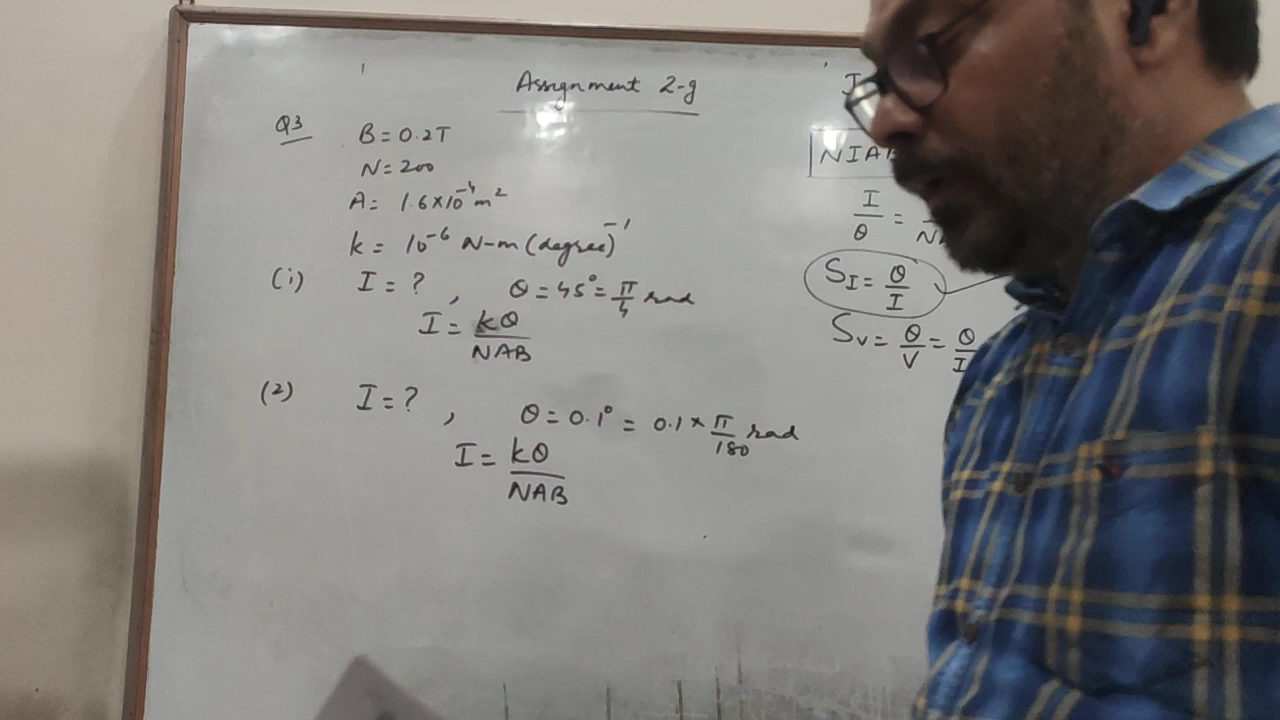 Assignment 2-g
Q3 B = 0.2T
N = 200
A = 1.6×10⁻⁴ m²
k = 10⁻⁶ N-m (degree)⁻¹
(i) I = ? , θ = 45° = π/4 rad
I = kθ/NAB
(2) I = ? , θ = 0.1° = 0.1 × π/180 rad
I = kθ/NAB
I
NIA
I/θ =
S_I = θ/I
S_V = θ/V = θ/I